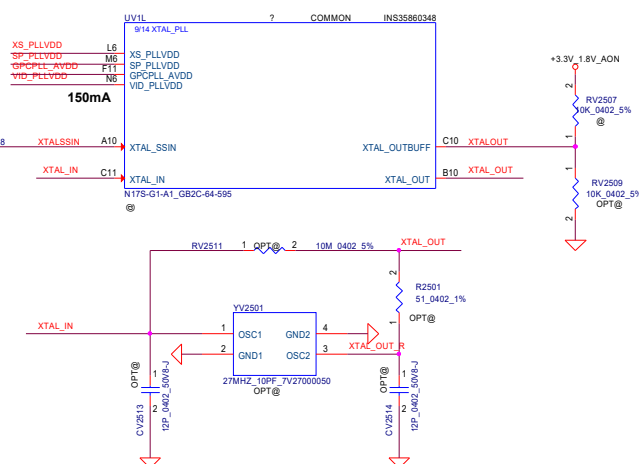 UV1L ? COMMON INS35860348
9/14 XTAL_PLL
XS_PLLVDD L6 XS_PLLVDD
SP_PLLVDD M6 SP_PLLVDD
GPCPLL_AVDD F11 GPCPLL_AVDD
VID_PLLVDD N6 VID_PLLVDD
150mA
+3.3V_1.8V_AON
2
RV2507
10K_0402_5%
@
1
8 XTALSSIN A10 XTAL_SSIN
XTAL_OUTBUFF C10 XTALOUT
XTAL_IN C11 XTAL_IN
XTAL_OUT B10 XTAL_OUT
1
RV2509
10K_0402_5%
OPT@
2
N17S-G1-A1_GB2C-64-595
@
RV2511 1 OPT@ 2 10M_0402_5% XTAL_OUT
2
R2501
51_0402_1%
OPT@
1
YV2501
XTAL_IN 1 OSC1 GND2 4
2 GND1 OSC2 3 XTAL_OUT_R
27MHZ_10PF_7V27000050
OPT@
OPT@
1
2
CV2513
12P_0402_50V8-J
OPT@
1
2
CV2514
12P_0402_50V8-J